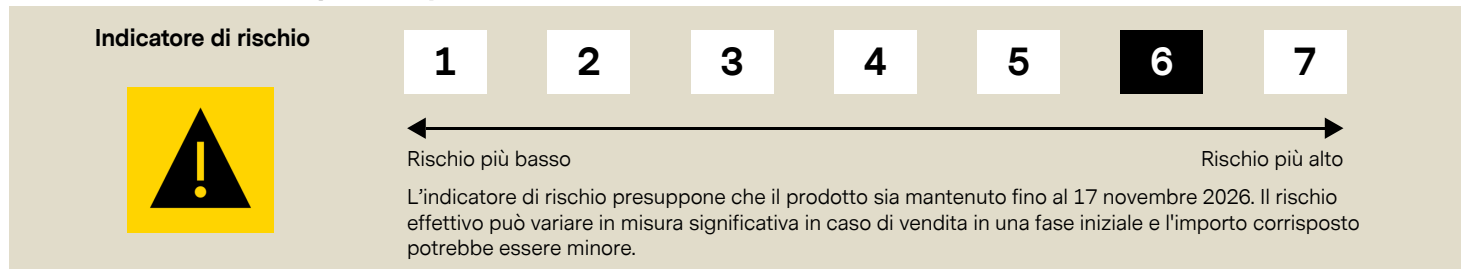 Indicatore di rischio
1 2 3 4 5 6 7
Rischio più basso Rischio più alto
L'indicatore di rischio presuppone che il prodotto sia mantenuto fino al 17 novembre 2026. Il rischio
effettivo può variare in misura significativa in caso di vendita in una fase iniziale e l'importo corrisposto
potrebbe essere minore.